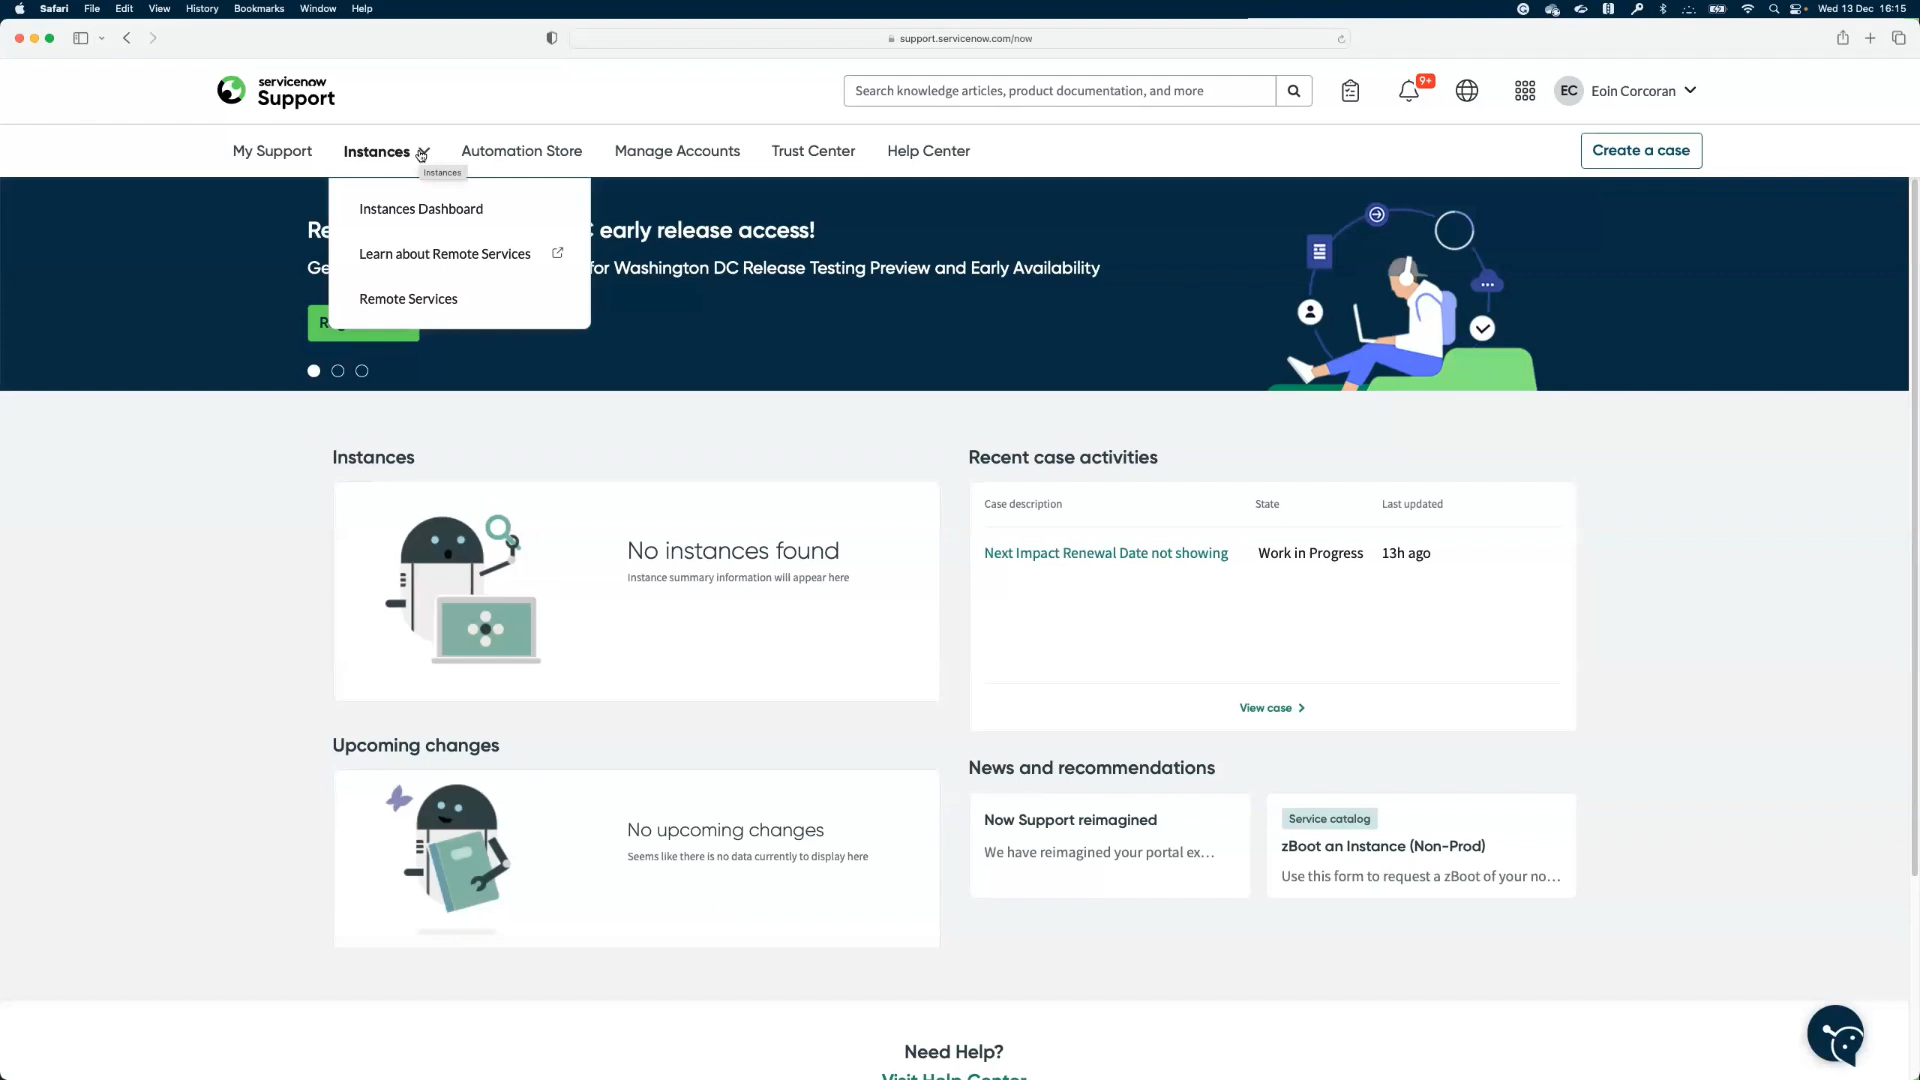 Safari File Edit View History Bookmarks Window Help Wed 13 Dec 16:15
support.servicenow.com/now
servicenow
Support
Search knowledge articles, product documentation, and more
9+
EC Eoin Corcoran
My Support Instances Automation Store Manage Accounts Trust Center Help Center Create a case
Instances
Instances Dashboard
Learn about Remote Services
Remote Services
Re
early release access!
Ge
for Washington DC Release Testing Preview and Early Availability
Instances
No instances found
Instance summary information will appear here
Recent case activities
Case description State Last updated
Next Impact Renewal Date not showing Work in Progress 13h ago
View case
Upcoming changes
No upcoming changes
Seems like there is no data currently to display here
News and recommendations
Now Support reimagined
We have reimagined your portal ex...
Service catalog
zBoot an Instance (Non-Prod)
Use this form to request a zBoot of your no...
Need Help?
Visit Help Center